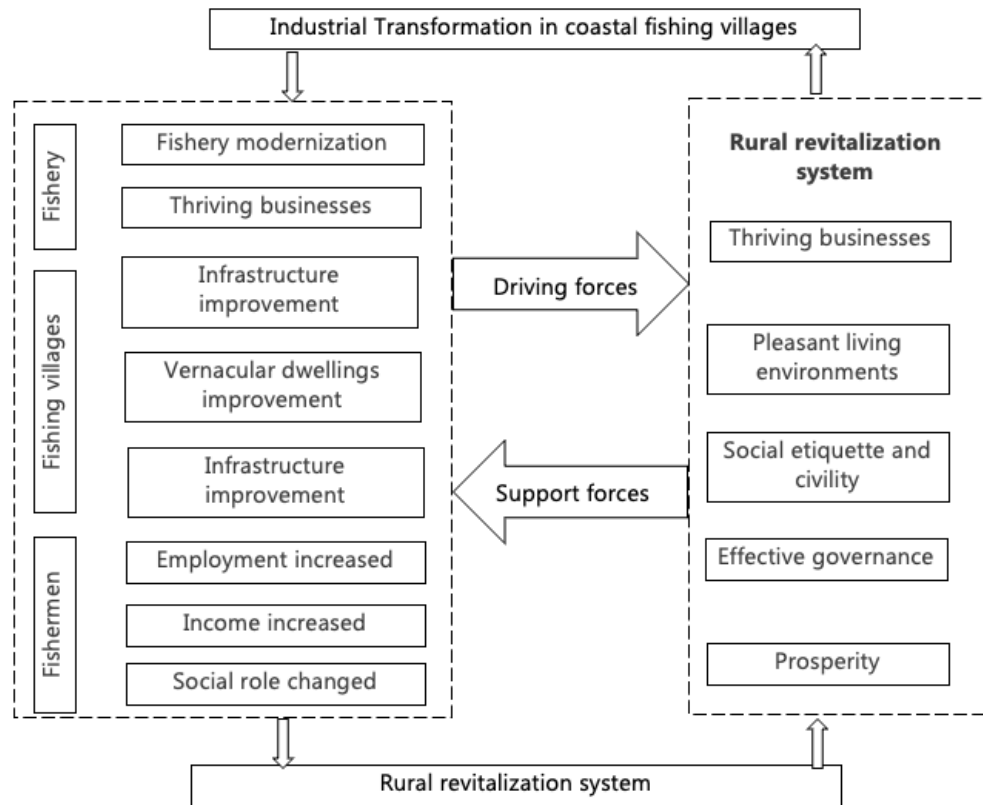 Industrial Transformation in coastal fishing villages
Fishery
Fishery modernization
Thriving businesses
Fishing villages
Infrastructure
improvement
Vernacular dwellings
improvement
Infrastructure
improvement
Fishermen
Employment increased
Income increased
Social role changed
Driving forces
Support forces
Rural revitalization
system
Thriving businesses
Pleasant living
environments
Social etiquette and
civility
Effective governance
Prosperity
Rural revitalization system